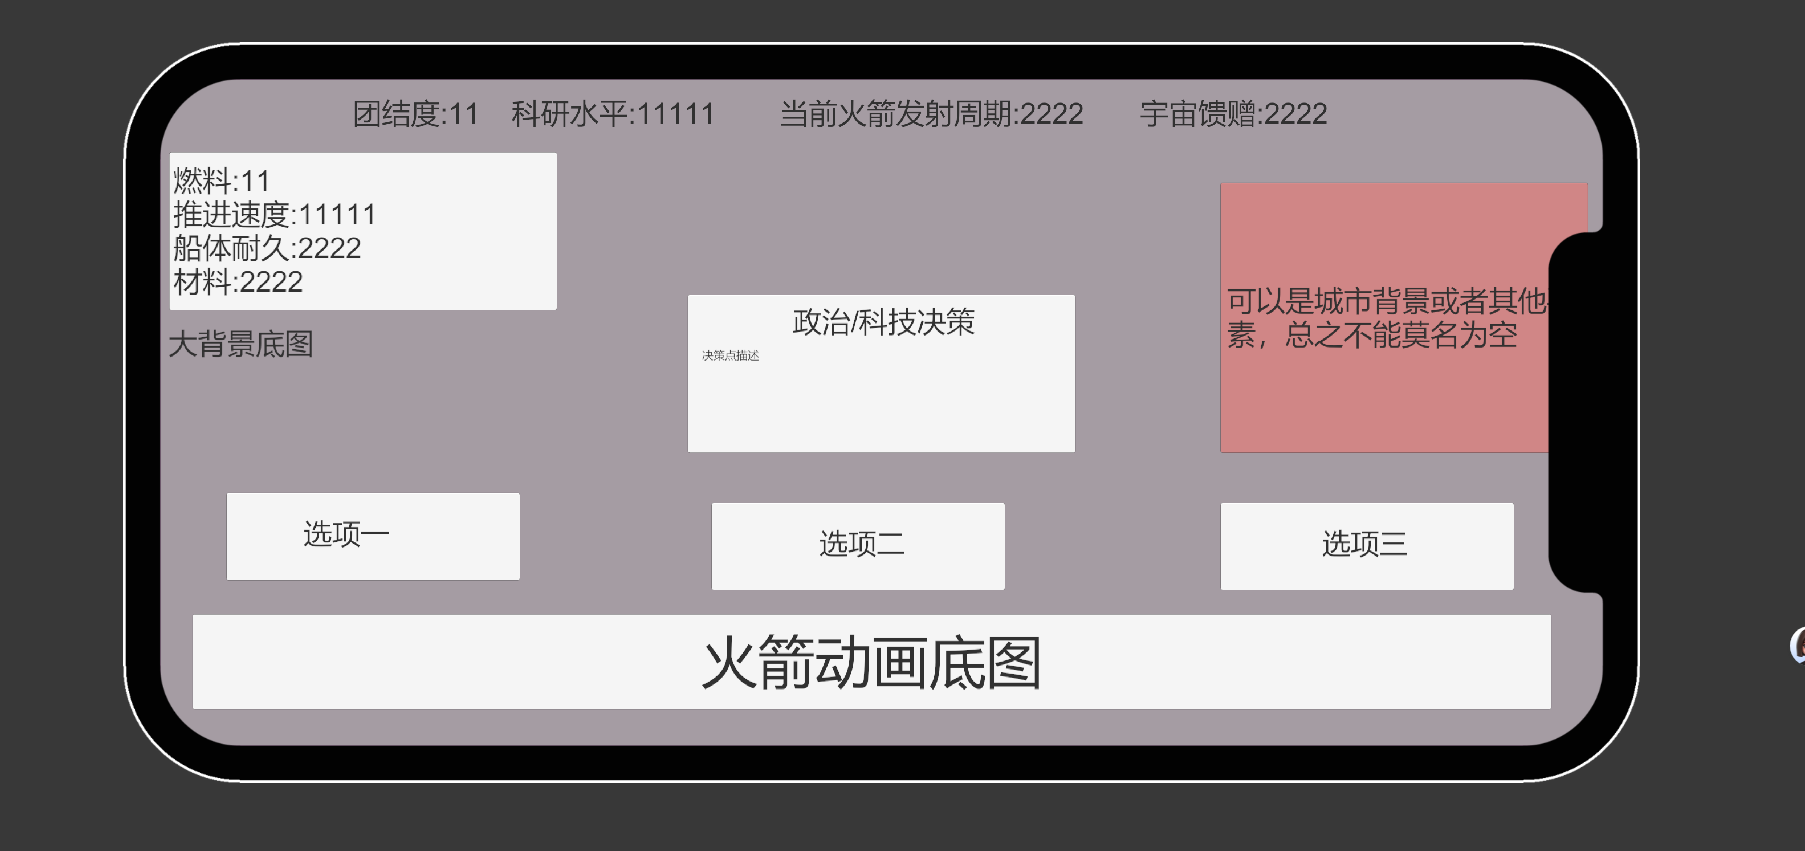 团结度:11 科研水平:11111 当前火箭发射周期:2222 宇宙馈赠:2222
燃料:11
推进速度:11111
船体耐久:2222
材料:2222
大背景底图
政治/科技决策
决策点描述
可以是城市背景或者其他
素，总之不能莫名为空
选项一
选项二
选项三
火箭动画底图